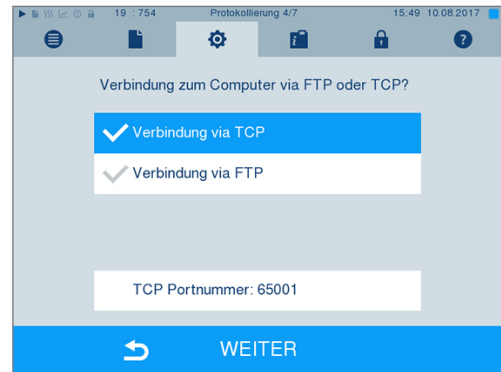 19 : 754 Protokollierung 4/7 15:49 10.08.2017
Verbindung zum Computer via FTP oder TCP?
Verbindung via TCP
Verbindung via FTP
TCP Portnummer: 65001
WEITER